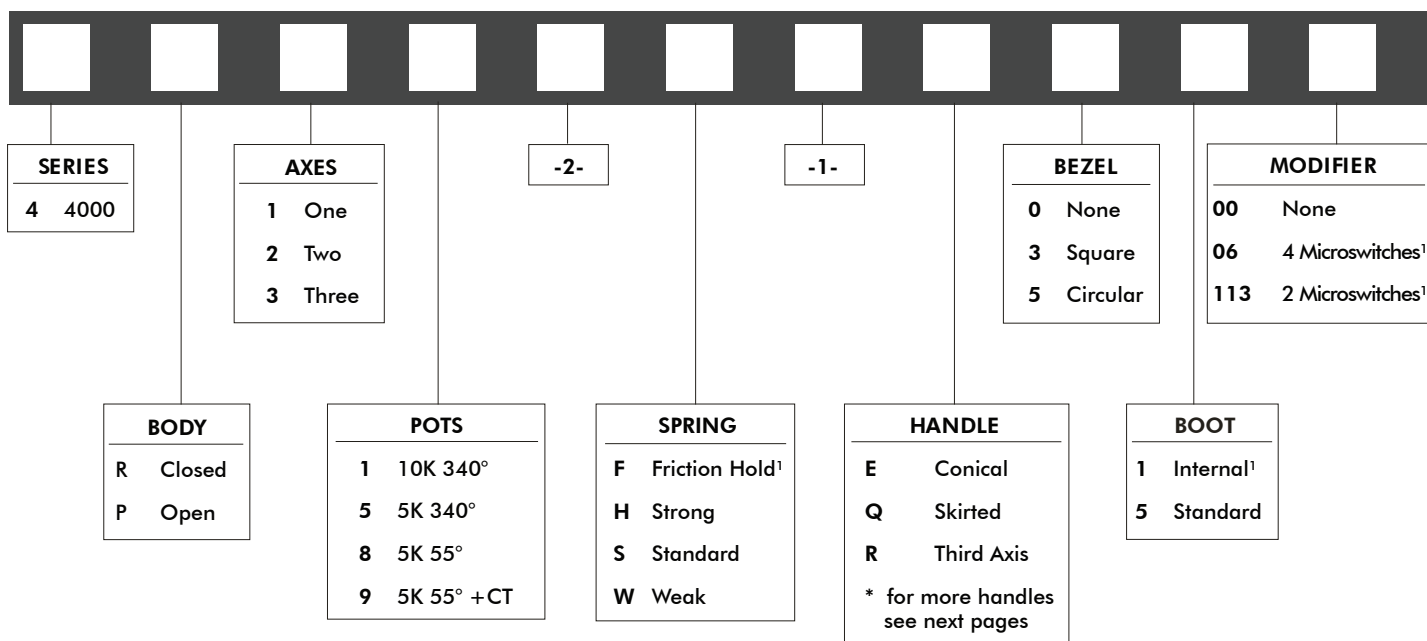 SERIES
4 4000
AXES
1 One
2 Two
3 Three
-2-
-1-
BEZEL
0 None
3 Square
5 Circular
MODIFIER
00 None
06 4 Microswitches¹
113 2 Microswitches¹
BODY
R Closed
P Open
POTS
1 10K 340°
5 5K 340°
8 5K 55°
9 5K 55° +CT
SPRING
F Friction Hold¹
H Strong
S Standard
W Weak
HANDLE
E Conical
Q Skirted
R Third Axis
* for more handles
see next pages
BOOT
1 Internal¹
5 Standard